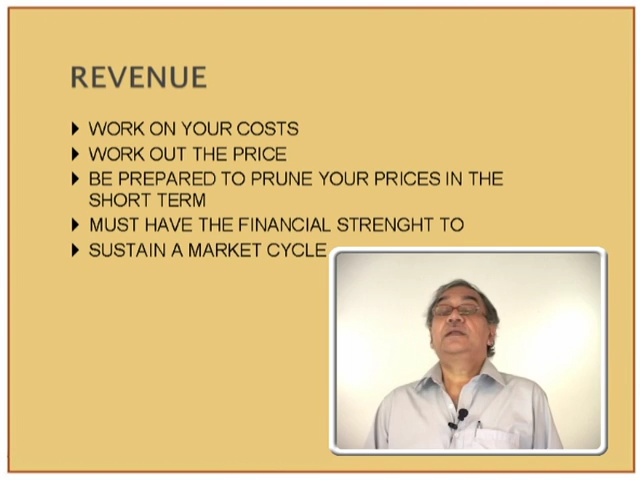 REVENUE
WORK ON YOUR COSTS
WORK OUT THE PRICE
BE PREPARED TO PRUNE YOUR PRICES IN THE
SHORT TERM
MUST HAVE THE FINANCIAL STRENGHT TO
SUSTAIN A MARKET CYCLE